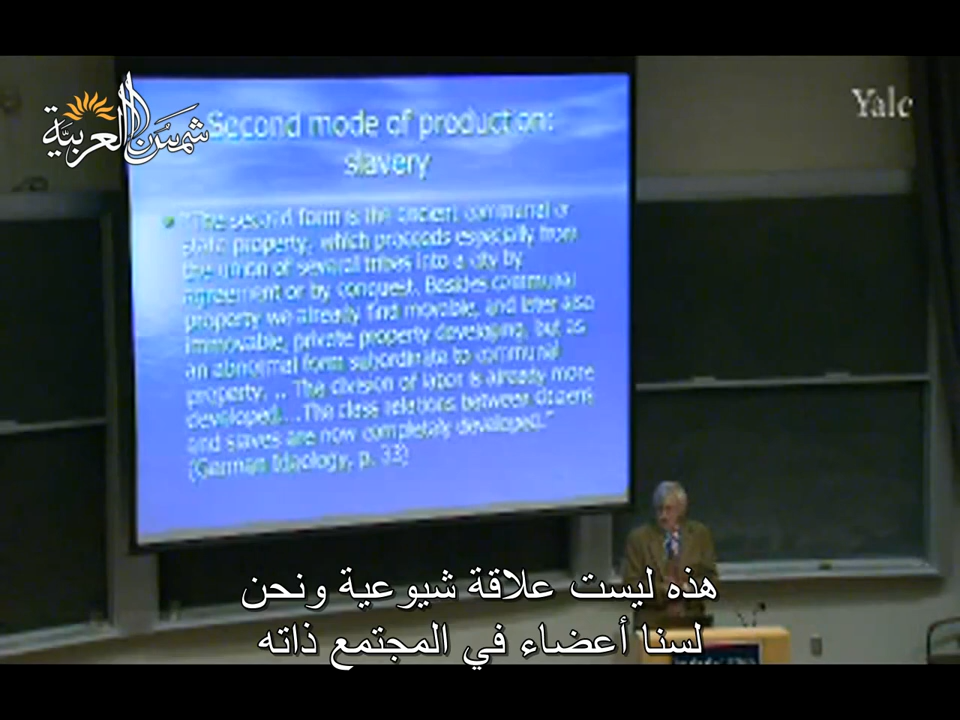 شمسُنا العربيّة
Yale
Second mode of production:
slavery
"The second form is the ancient communal or
state property, which proceeds especially from
the union of several tribes into a city by
agreement or by conquest. Besides communal
property we already find movable, and later also
immovable, private property developing, but as
an abnormal form subordinate to communal
property. .. The division of labor is already more
developed....The class relations between citizens
and slaves are now completely developed."
(German Ideology, p. 33)
هذه ليست علاقة شيوعية ونحن
لسنا أعضاء في المجتمع ذاته